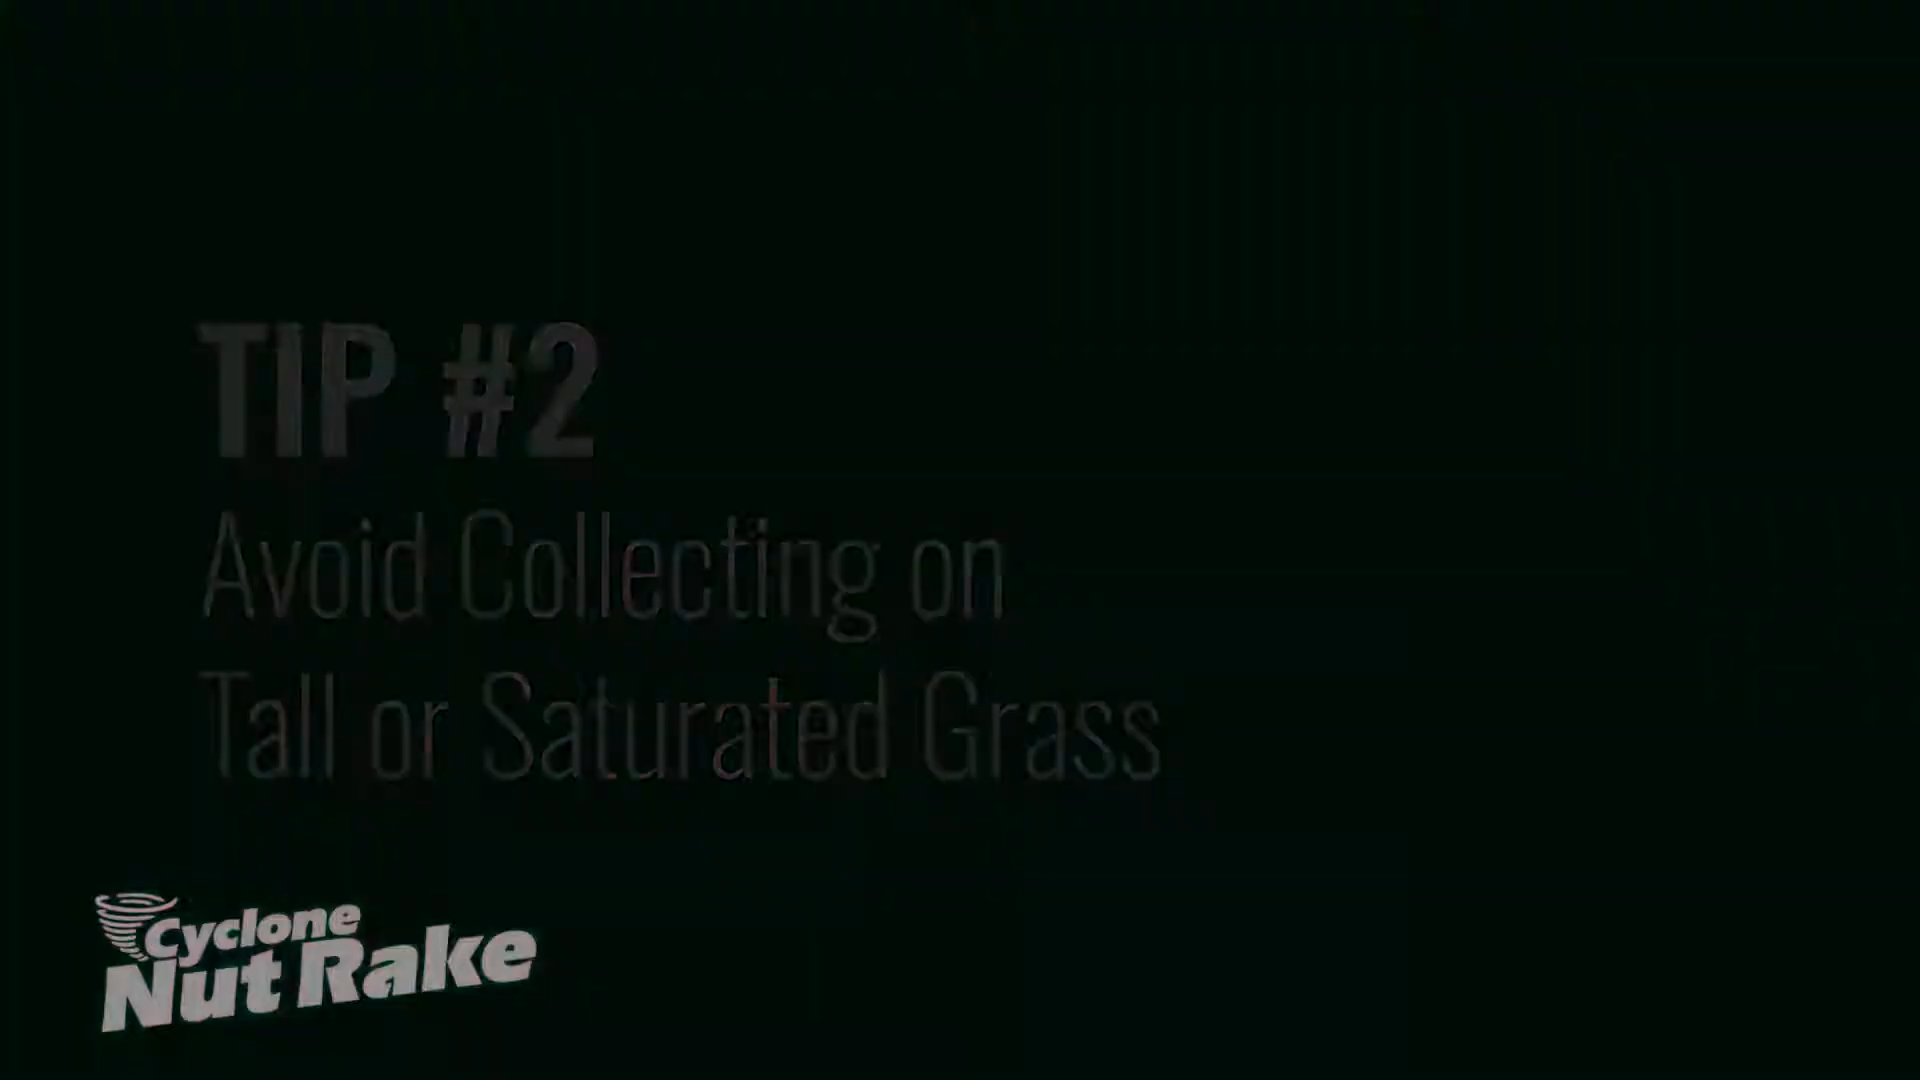 TIP #2
Avoid Collecting on
Tall or Saturated Grass
Cyclone
Nut Rake